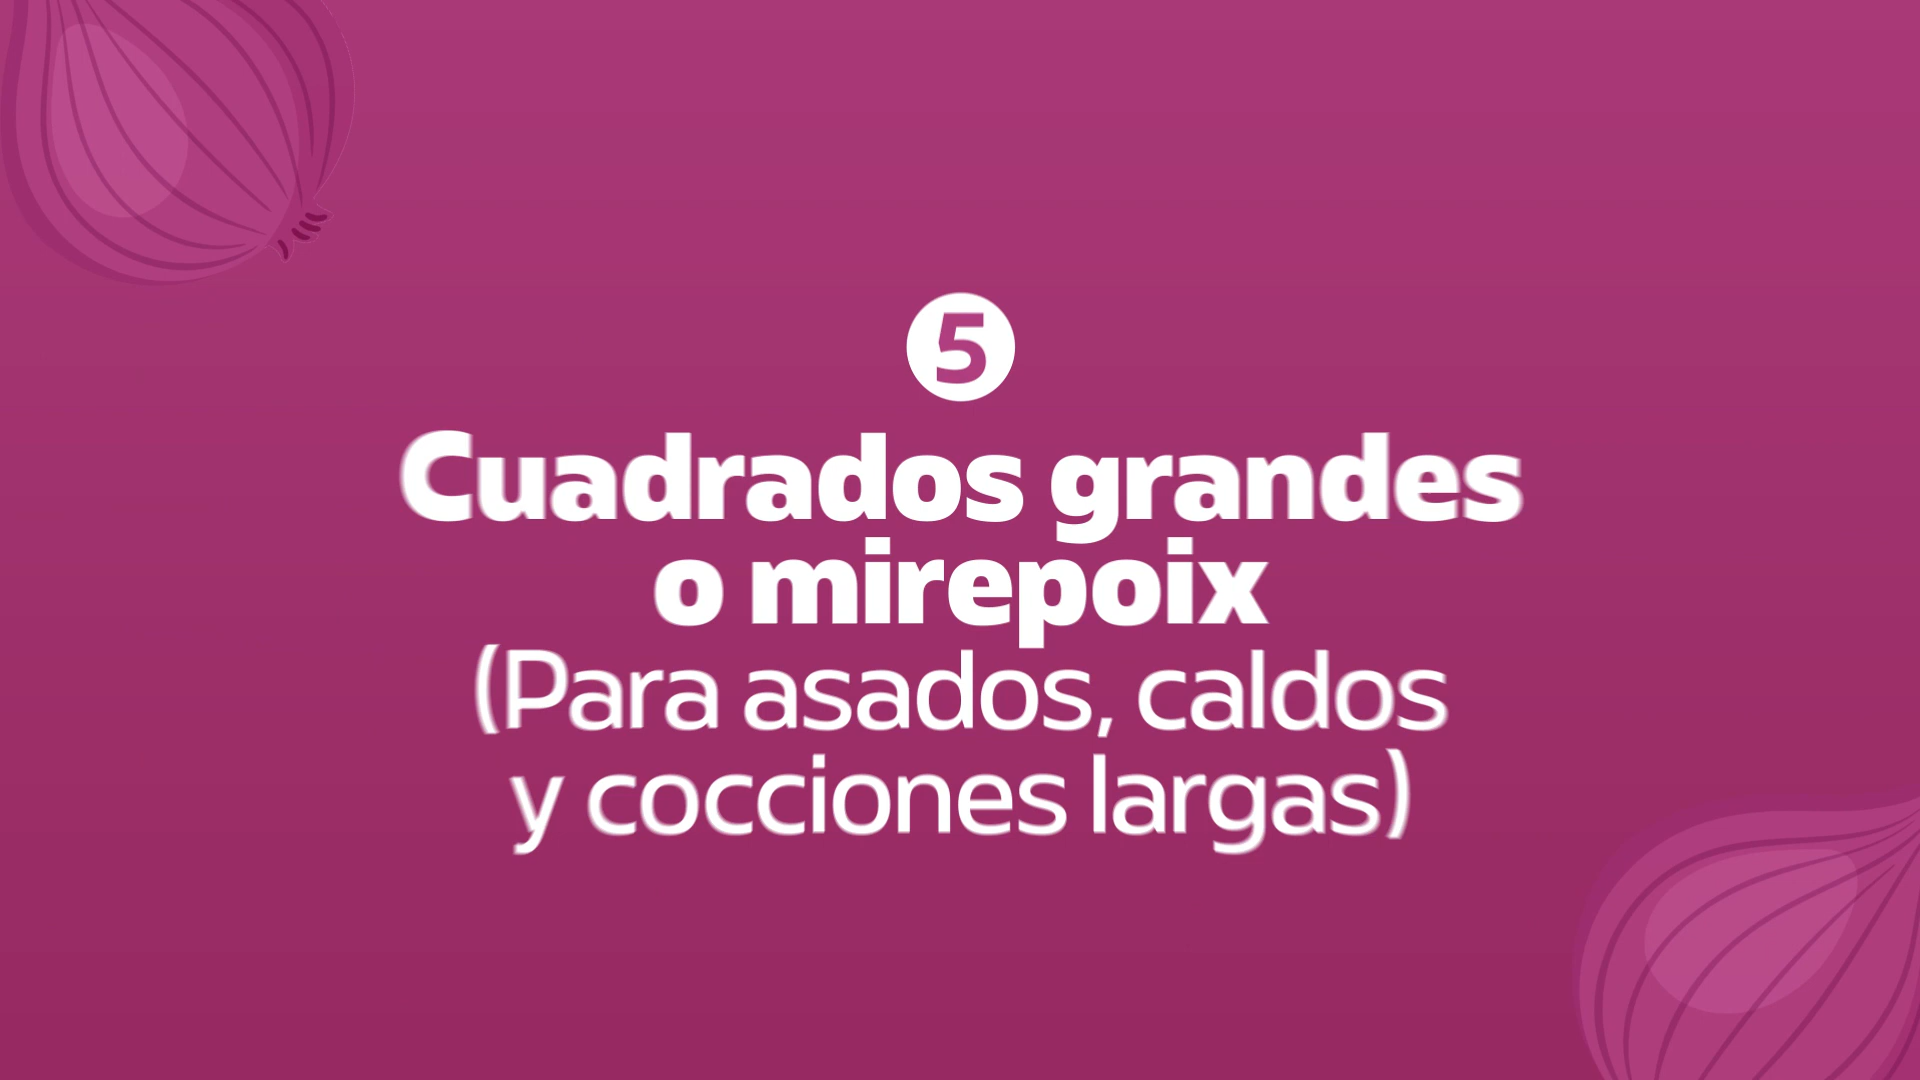 5
Cuadrados grandes
o mirepoix
(Para asados, caldos
y cocciones largas)